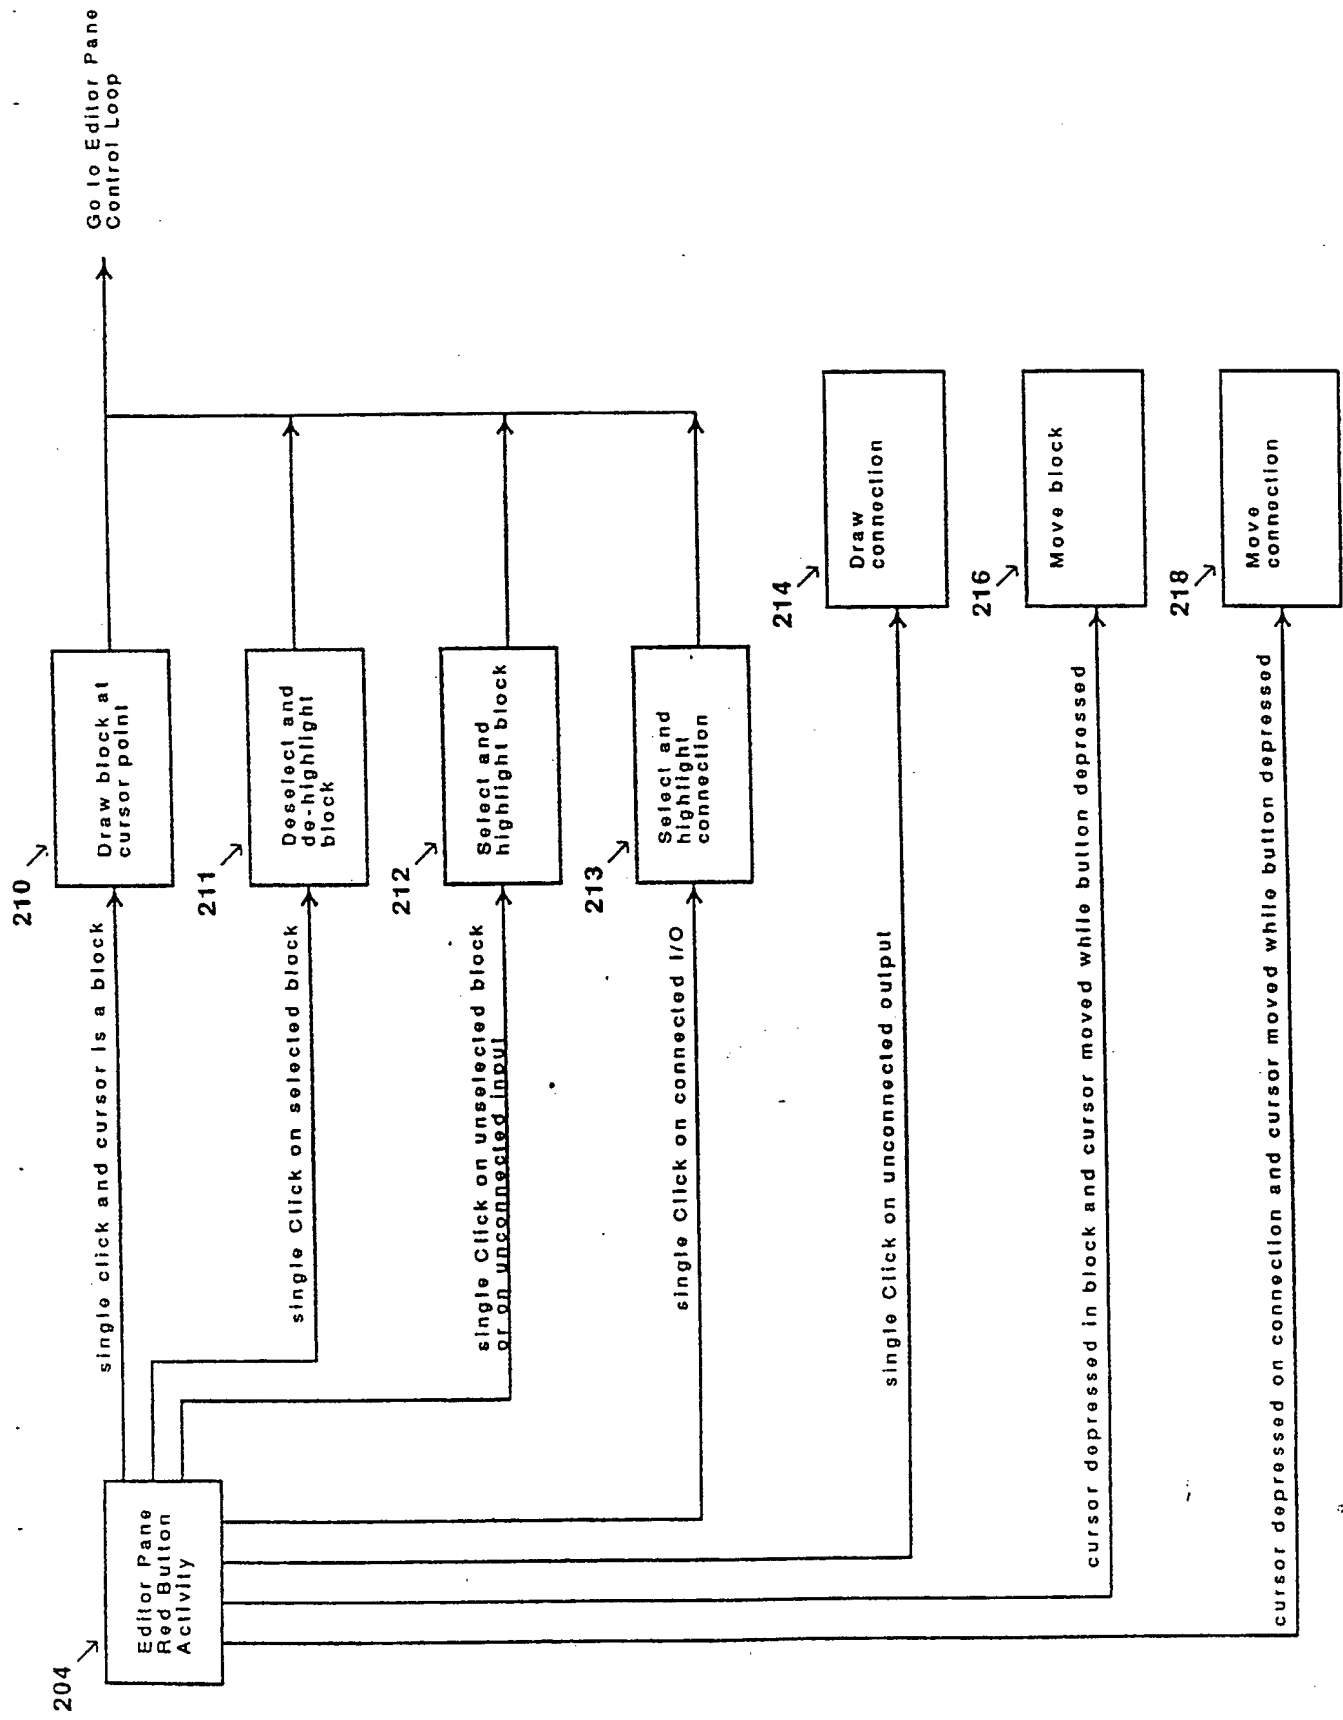 204
Editor Pane
Red Button
Activity
single click and cursor is a block
210
Draw block at
cursor point
Go to Editor Pane
Control Loop
single Click on selected block
211
Deselect and
de-highlight
block
single Click on unselected block
or on unconnected input
212
Select and
highlight block
single Click on connected I/O
213
Select and
highlight
connection
single Click on unconnected output
214
Draw
connection
cursor depressed in block and cursor moved while button depressed
216
Move block
cursor depressed on connection and cursor moved while button depressed
218
Move
connection